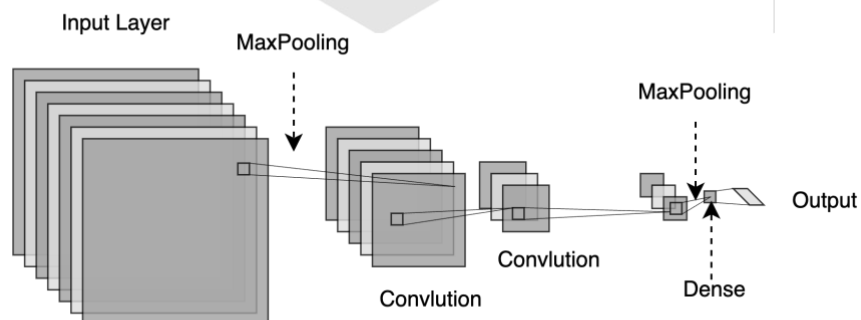 Input Layer
MaxPooling
MaxPooling
Output
Convlution
Convlution
Dense